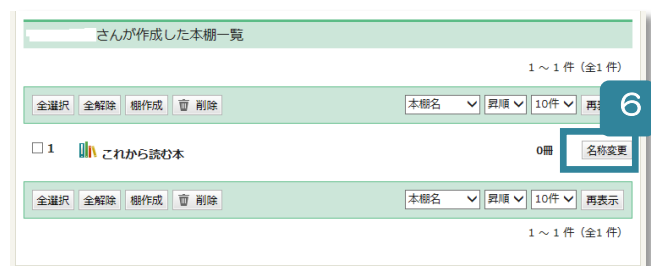 さんが作成した本棚一覧
1 ～ 1 件（全1 件）
全選択 全解除 棚作成 削除 本棚名 昇順 10件 再
6
1 これから読む本 0冊 名称変更
全選択 全解除 棚作成 削除 本棚名 昇順 10件 再表示
1 ～ 1 件（全1 件）